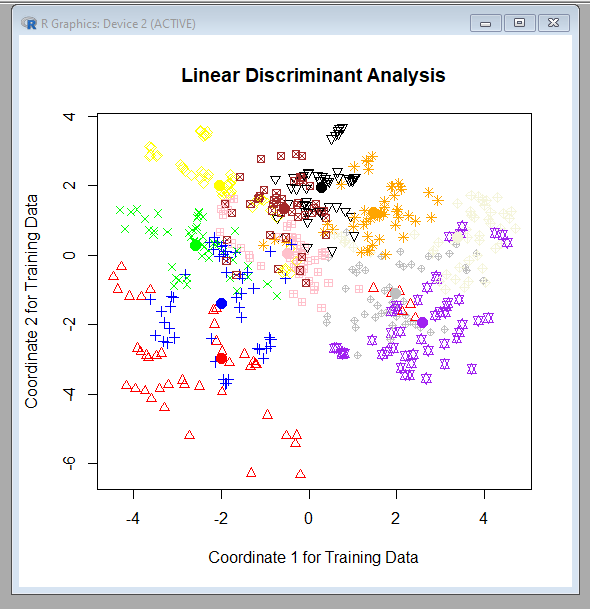 R Graphics: Device 2 (ACTIVE)
Linear Discriminant Analysis
Coordinate 2 for Training Data
4
2
0
-2
-4
-6
-4
-2
0
2
4
Coordinate 1 for Training Data